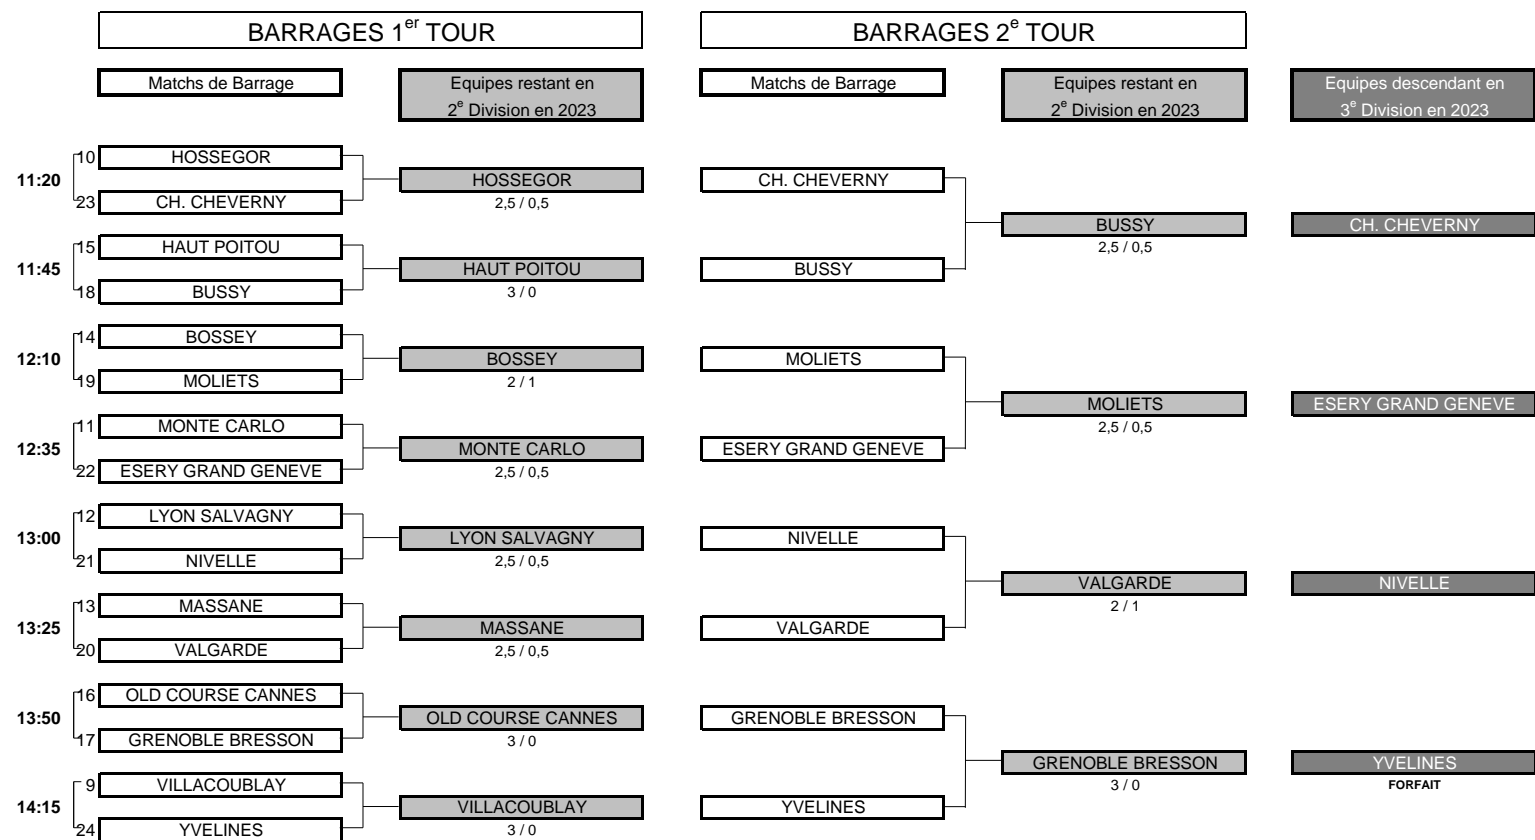 BARRAGES 1er TOUR BARRAGES 2e TOUR
Matchs de Barrage Equipes restant en Matchs de Barrage Equipes restant en Equipes descendant en
2e Division en 2023 2e Division en 2023 3e Division en 2023
10 HOSSEGOR
11:20 HOSSEGOR CH. CHEVERNY
23 CH. CHEVERNY 2,5 / 0,5
BUSSY CH. CHEVERNY
15 HAUT POITOU 2,5 / 0,5
11:45 HAUT POITOU BUSSY
18 BUSSY 3 / 0
14 BOSSEY
12:10 BOSSEY MOLIETS
19 MOLIETS 2 / 1
MOLIETS ESERY GRAND GENEVE
11 MONTE CARLO 2,5 / 0,5
12:35 MONTE CARLO ESERY GRAND GENEVE
22 ESERY GRAND GENEVE 2,5 / 0,5
12 LYON SALVAGNY
13:00 LYON SALVAGNY NIVELLE
21 NIVELLE 2,5 / 0,5
VALGARDE NIVELLE
13 MASSANE 2 / 1
13:25 MASSANE VALGARDE
20 VALGARDE 2,5 / 0,5
16 OLD COURSE CANNES
13:50 OLD COURSE CANNES GRENOBLE BRESSON
17 GRENOBLE BRESSON 3 / 0
GRENOBLE BRESSON YVELINES
9 VILLACOUBLAY 3 / 0 FORFAIT
14:15 VILLACOUBLAY YVELINES
24 YVELINES 3 / 0